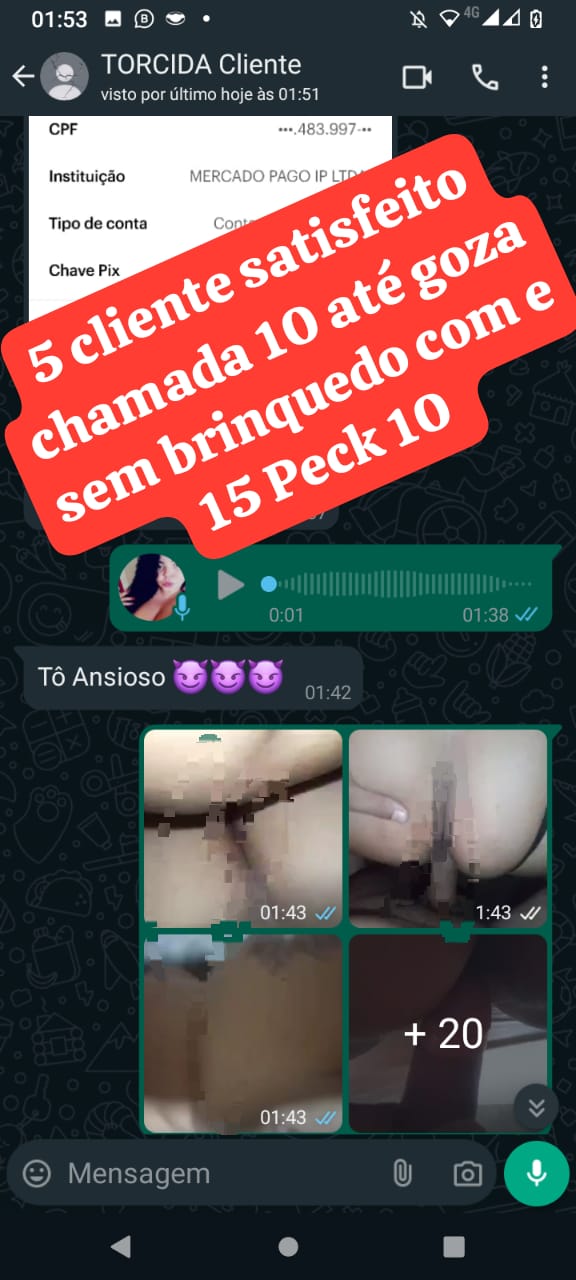 01:53
B
4G
TORCIDA Cliente
visto por último hoje às 01:51
CPF •••.483.997-••
Instituição MERCADO PAGO IP LTDA
Tipo de conta
Chave Pix
5 cliente satisfeito
chamada 10 até goza
sem brinquedo com e
15 Peck 10
0:01 01:38
Tô Ansioso 😈😈😈 01:42
01:43 1:43
+ 20
01:43
Mensagem